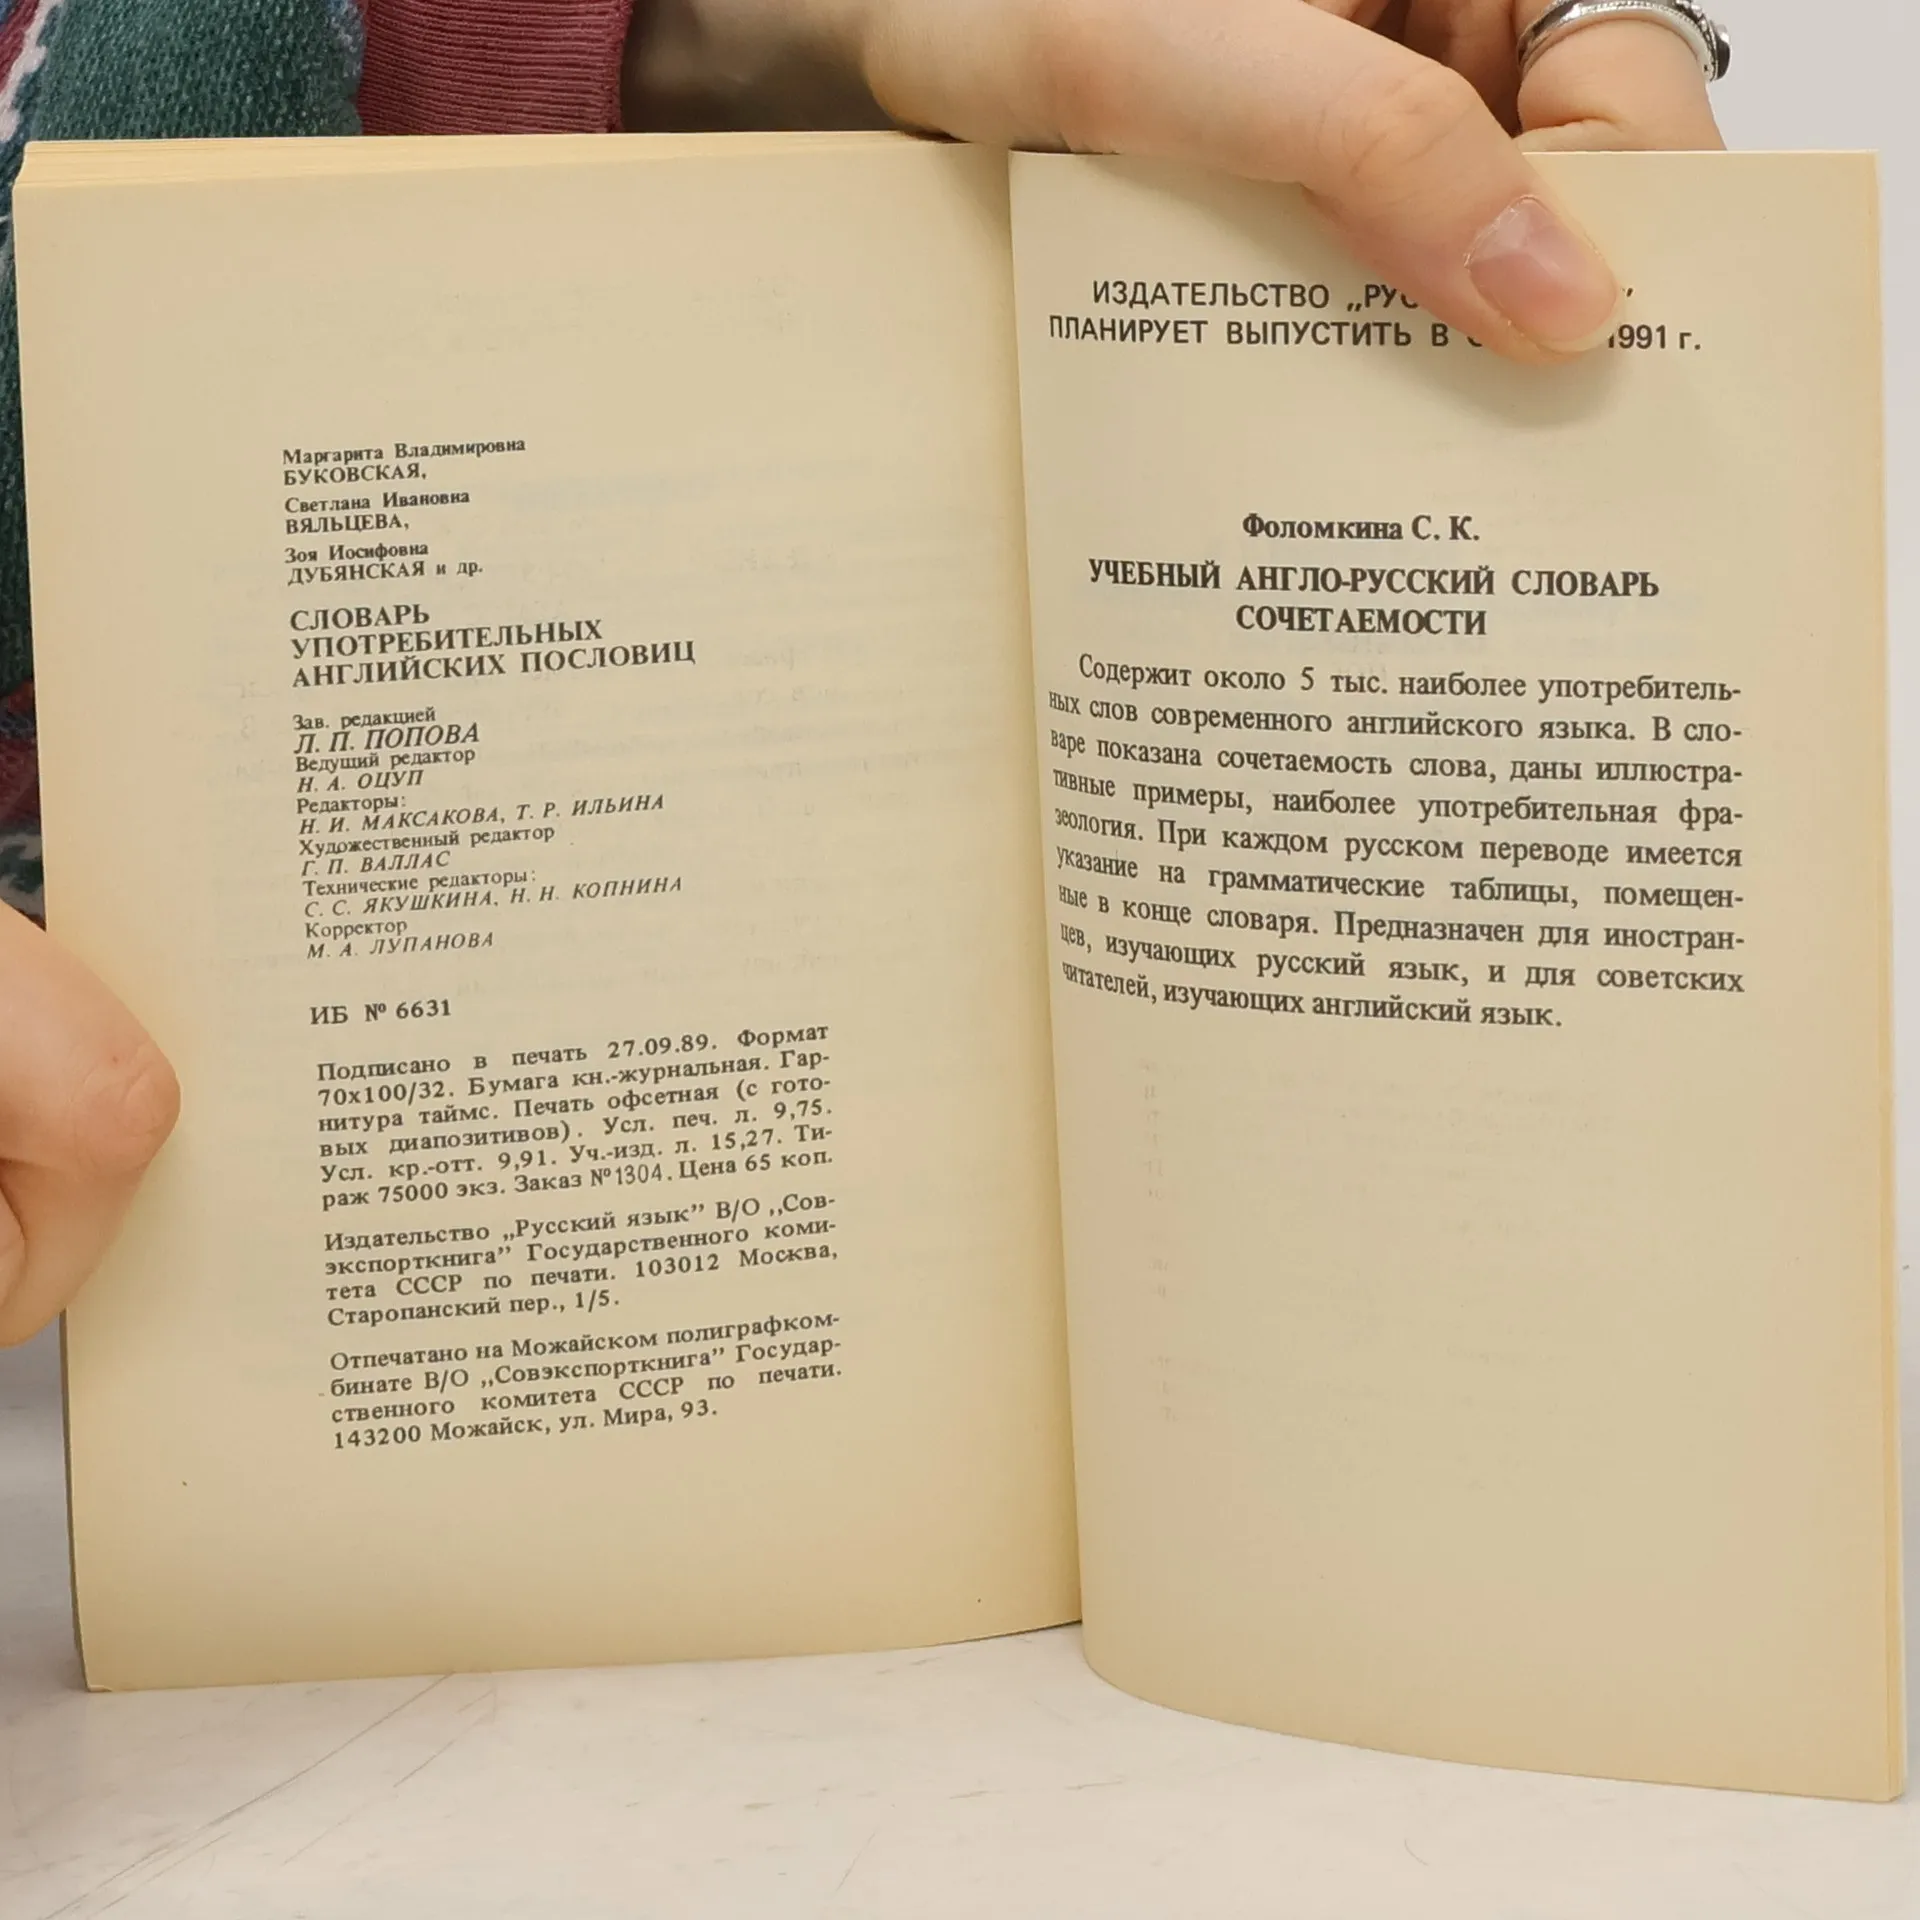 Маргарита Владимировна
БУКОВСКАЯ,
Светлана Ивановна
ВЯЛЬЦЕВА,
Зоя Иосифовна
ДУБЯНСКАЯ и др.
СЛОВАРЬ
УПОТРЕБИТЕЛЬНЫХ
АНГЛИЙСКИХ ПОСЛОВИЦ
Зав. редакцией
Л. П. ПОПОВА
Ведущий редактор
Н. А. ОЦУП
Редакторы:
Н. И. МАКСАКОВА, Т. Р. ИЛЬИНА
Художественный редактор
Г. П. ВАЛЛАС
Технические редакторы:
С. С. ЯКУШКИНА, Н. Н. КОПНИНА
Корректор
М. А. ЛУПАНОВА
ИБ № 6631
Подписано в печать 27.09.89. Формат
70х100/32. Бумага кн.-журнальная. Гар-
нитура таймс. Печать офсетная (с гото-
вых диапозитивов). Усл. печ. л. 9,75.
Усл. кр.-отт. 9,91. Уч.-изд. л. 15,27. Ти-
раж 75000 экз. Заказ №1304. Цена 65 коп.
Издательство „Русский язык” В/О „Сов-
экспорткнига” Государственного коми-
тета СССР по печати. 103012 Москва,
Старопанский пер., 1/5.
Отпечатано на Можайском полиграфком-
бинате В/О „Совэкспорткнига” Государ-
ственного комитета СССР по печати.
143200 Можайск, ул. Мира, 93.
ИЗДАТЕЛЬСТВО
ПЛАНИРУЕТ ВЫПУСТИТЬ В 1991 г.
Фоломкина С. К.
УЧЕБНЫЙ АНГЛО-РУССКИЙ СЛОВАРЬ
СОЧЕТАЕМОСТИ
Содержит около 5 тыс. наиболее употребитель-
ных слов современного английского языка. В сло-
варе показана сочетаемость слова, даны иллюстра-
тивные примеры, наиболее употребительная фра-
зеология. При каждом русском переводе имеется
указание на грамматические таблицы, помещен-
ные в конце словаря. Предназначен для иностран-
цев, изучающих русский язык, и для советских
читателей, изучающих английский язык.